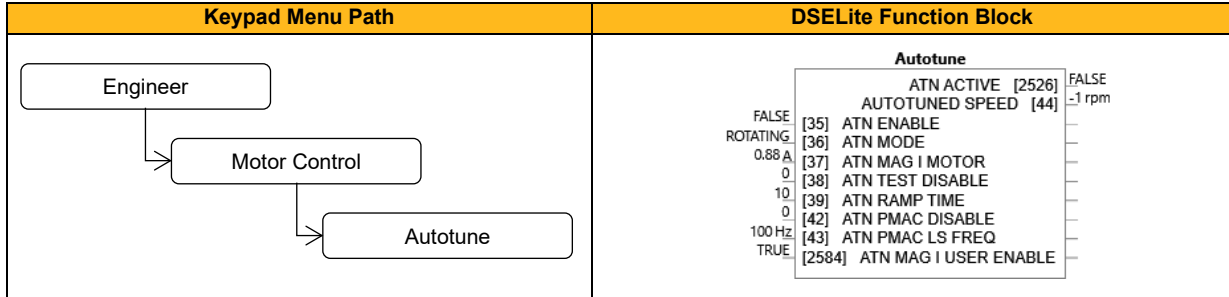 Keypad Menu Path
DSELite Function Block
Engineer
Motor Control
Autotune
Autotune
ATN ACTIVE [2526] FALSE
AUTOTUNED SPEED [44] -1 rpm
FALSE [35] ATN ENABLE
ROTATING [36] ATN MODE
0.88 A [37] ATN MAG I MOTOR
0 [38] ATN TEST DISABLE
10 [39] ATN RAMP TIME
0 [42] ATN PMAC DISABLE
100 Hz [43] ATN PMAC LS FREQ
TRUE [2584] ATN MAG I USER ENABLE